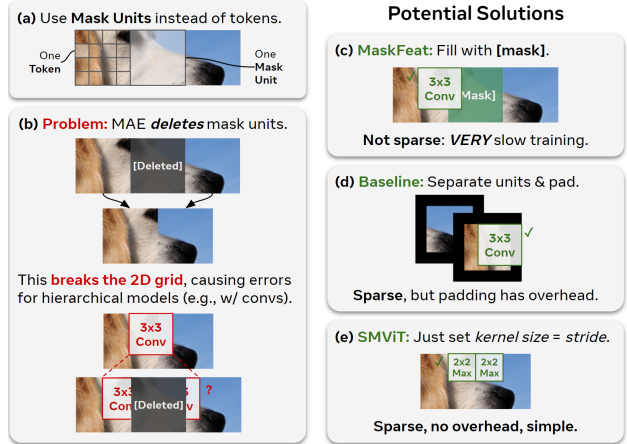 Potential Solutions
(a) Use Mask Units instead of tokens.
One
Token
One
Mask
Unit
(b) Problem: MAE deletes mask units.
[Deleted]
This breaks the 2D grid, causing errors
for hierarchical models (e.g., w/ convs).
3x3
Conv
3x3
Conv
[Deleted]
?
(c) MaskFeat: Fill with [mask].
✓
3x3
Conv
Mask]
Not sparse: VERY slow training.
(d) Baseline: Separate units & pad.
3x3
Conv
✓
Sparse, but padding has overhead.
(e) SMViT: Just set kernel size = stride.
✓
2x2
Max
2x2
Max
Sparse, no overhead, simple.